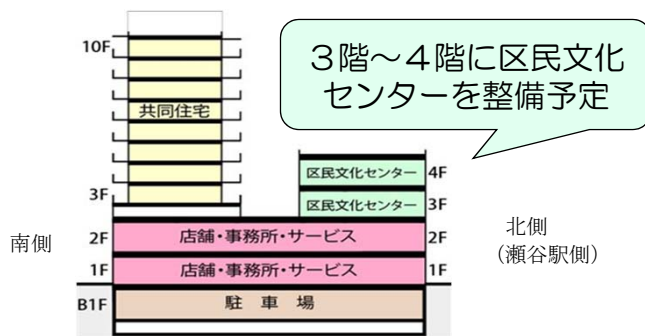 ３階～４階に区民文化
センターを整備予定
10F
共同住宅
3F
区民文化センター 4F
区民文化センター 3F
南側
2F 店舗・事務所・サービス 2F
1F 店舗・事務所・サービス 1F
B1F 駐車場
北側
（瀬谷駅側）